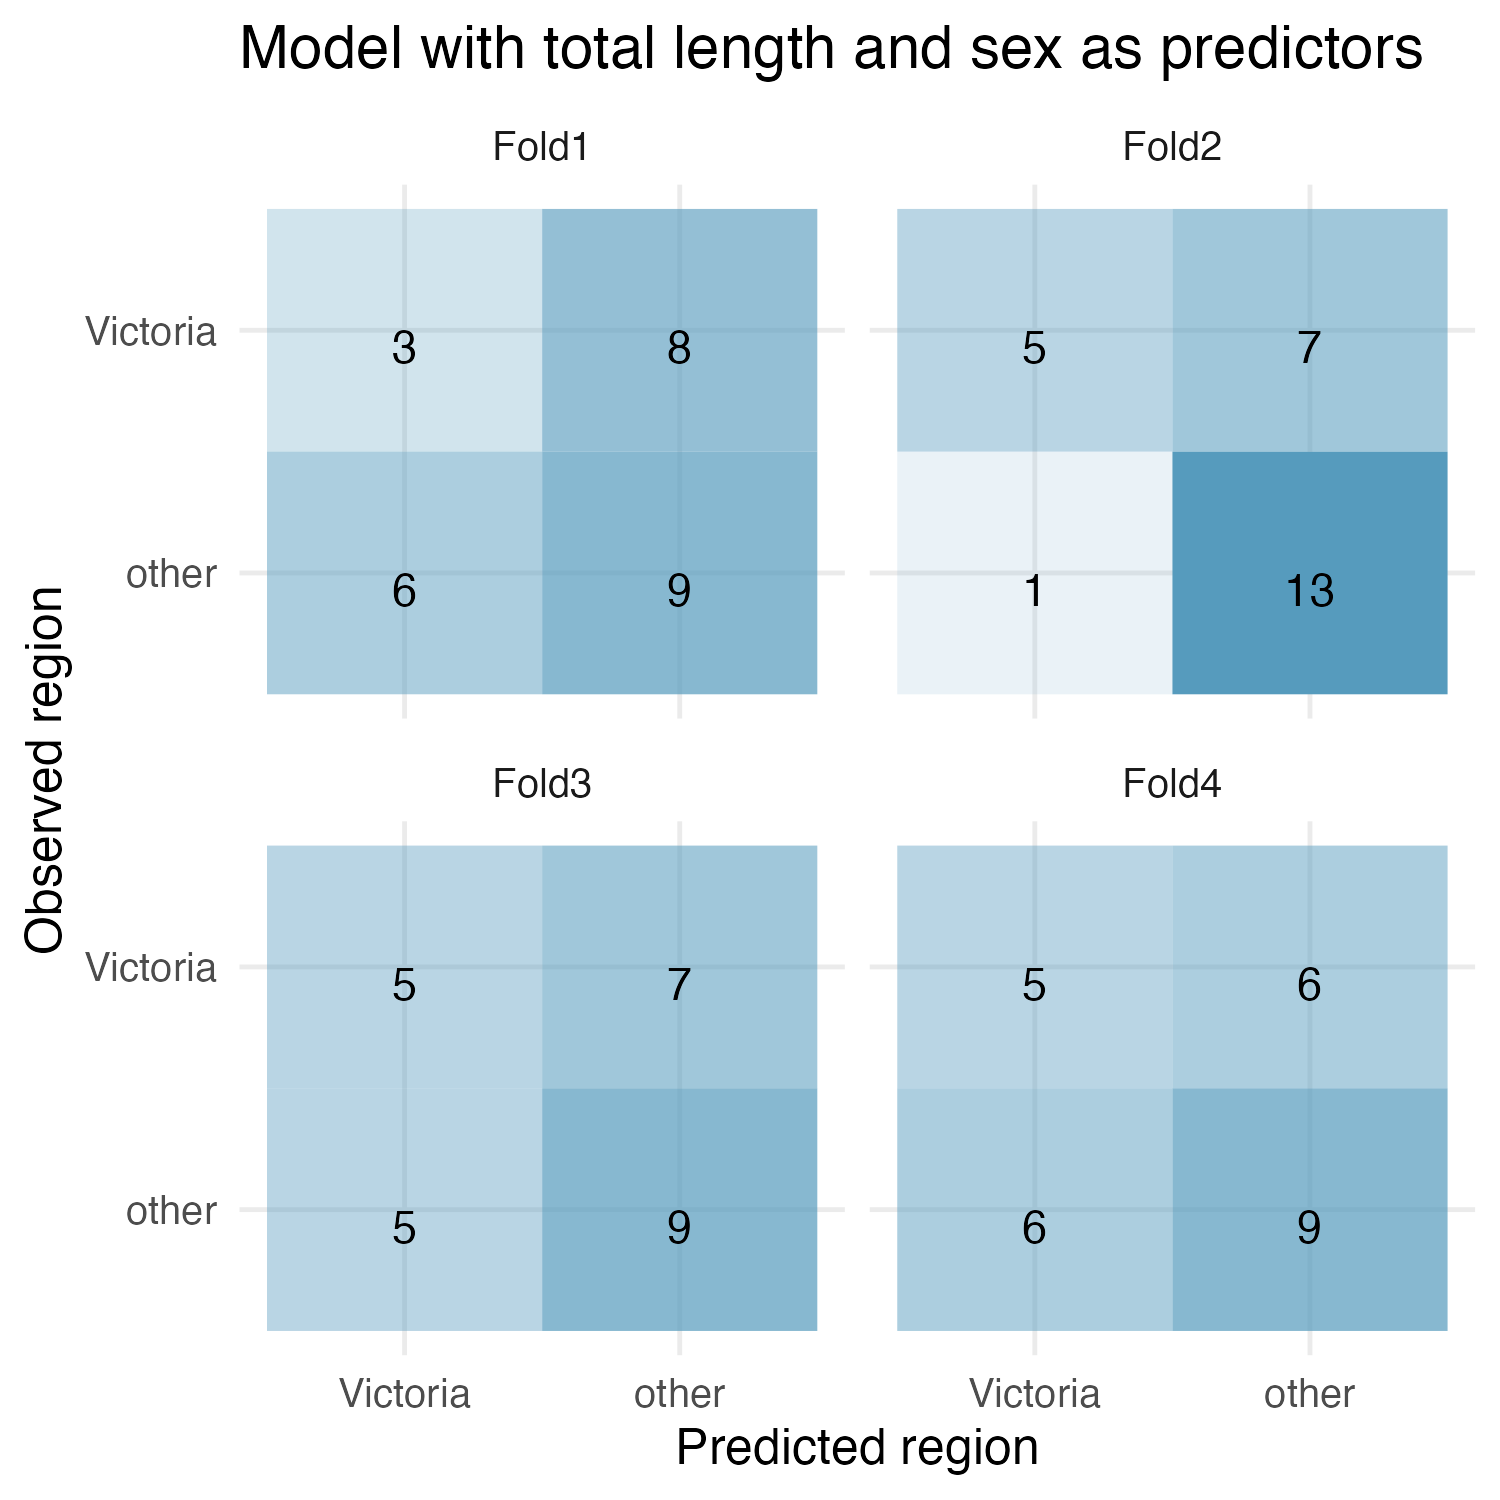 Model with total length and sex as predictors
Fold1
Fold2
Victoria
3
8
5
7
other
6
9
1
13
Observed region
Fold3
Fold4
Victoria
5
7
5
6
other
5
9
6
9
Victoria
other
Victoria
other
Predicted region